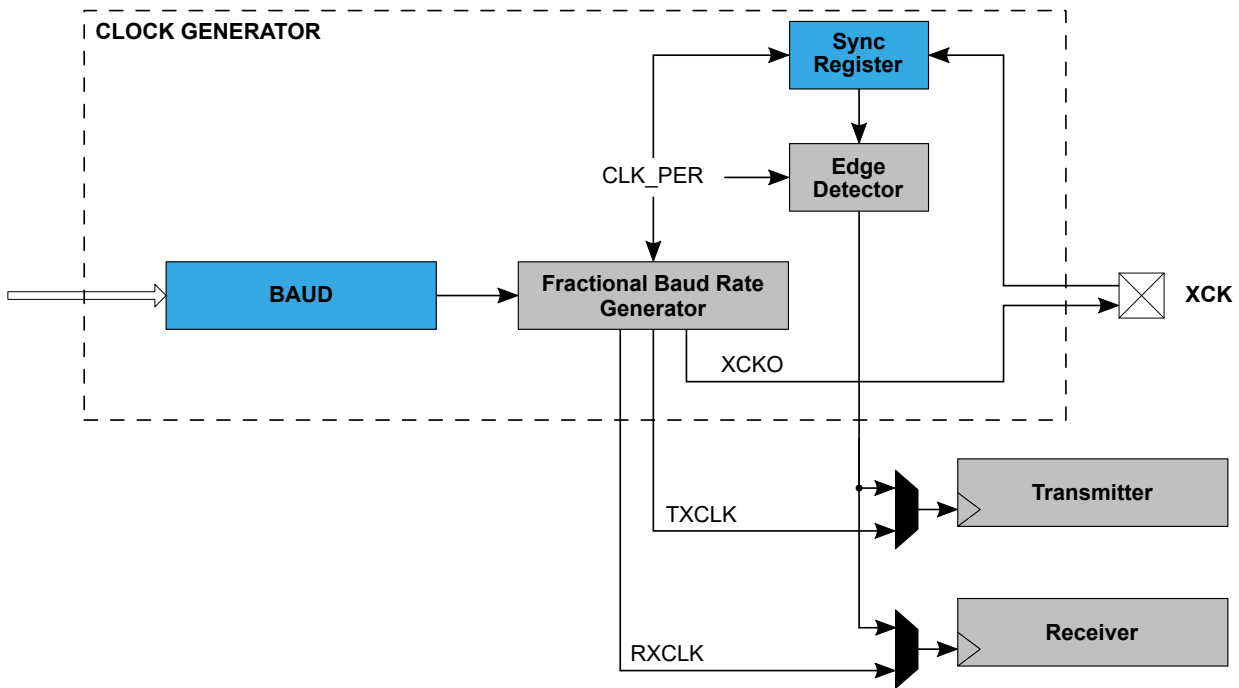 CLOCK GENERATOR
Sync
Register
CLK_PER
Edge
Detector
BAUD
Fractional Baud Rate
Generator
XCK
XCKO
Transmitter
TXCLK
Receiver
RXCLK